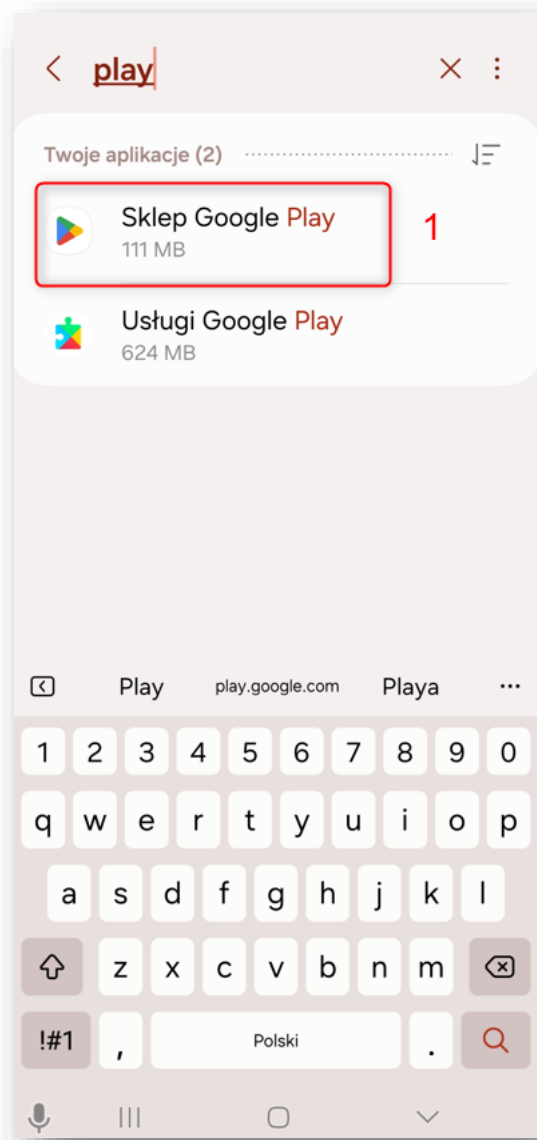 play
Twoje aplikacje (2)
Sklep Google Play
111 MB
1
Usługi Google Play
624 MB
Play play.google.com Playa
1 2 3 4 5 6 7 8 9 0
q w e r t y u i o p
a s d f g h j k l
z x c v b n m
!#1 , Polski .